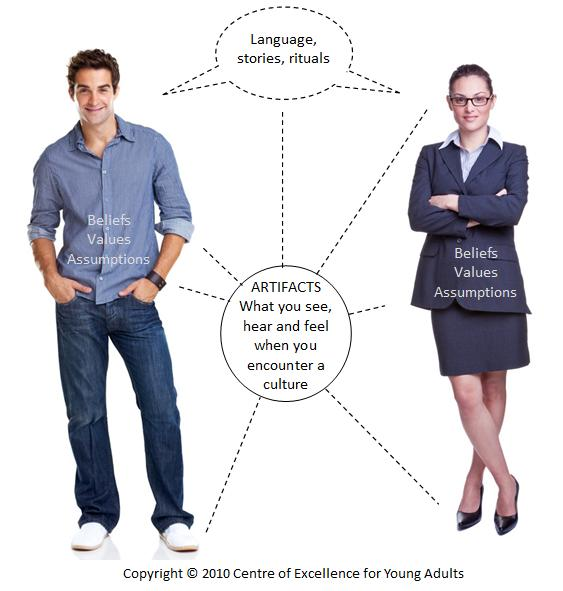 Language,
stories, rituals
Beliefs
Values
Assumptions
Beliefs
Values
Assumptions
ARTIFACTS
What you see,
hear and feel
when you
encounter a
culture
Copyright © 2010 Centre of Excellence for Young Adults